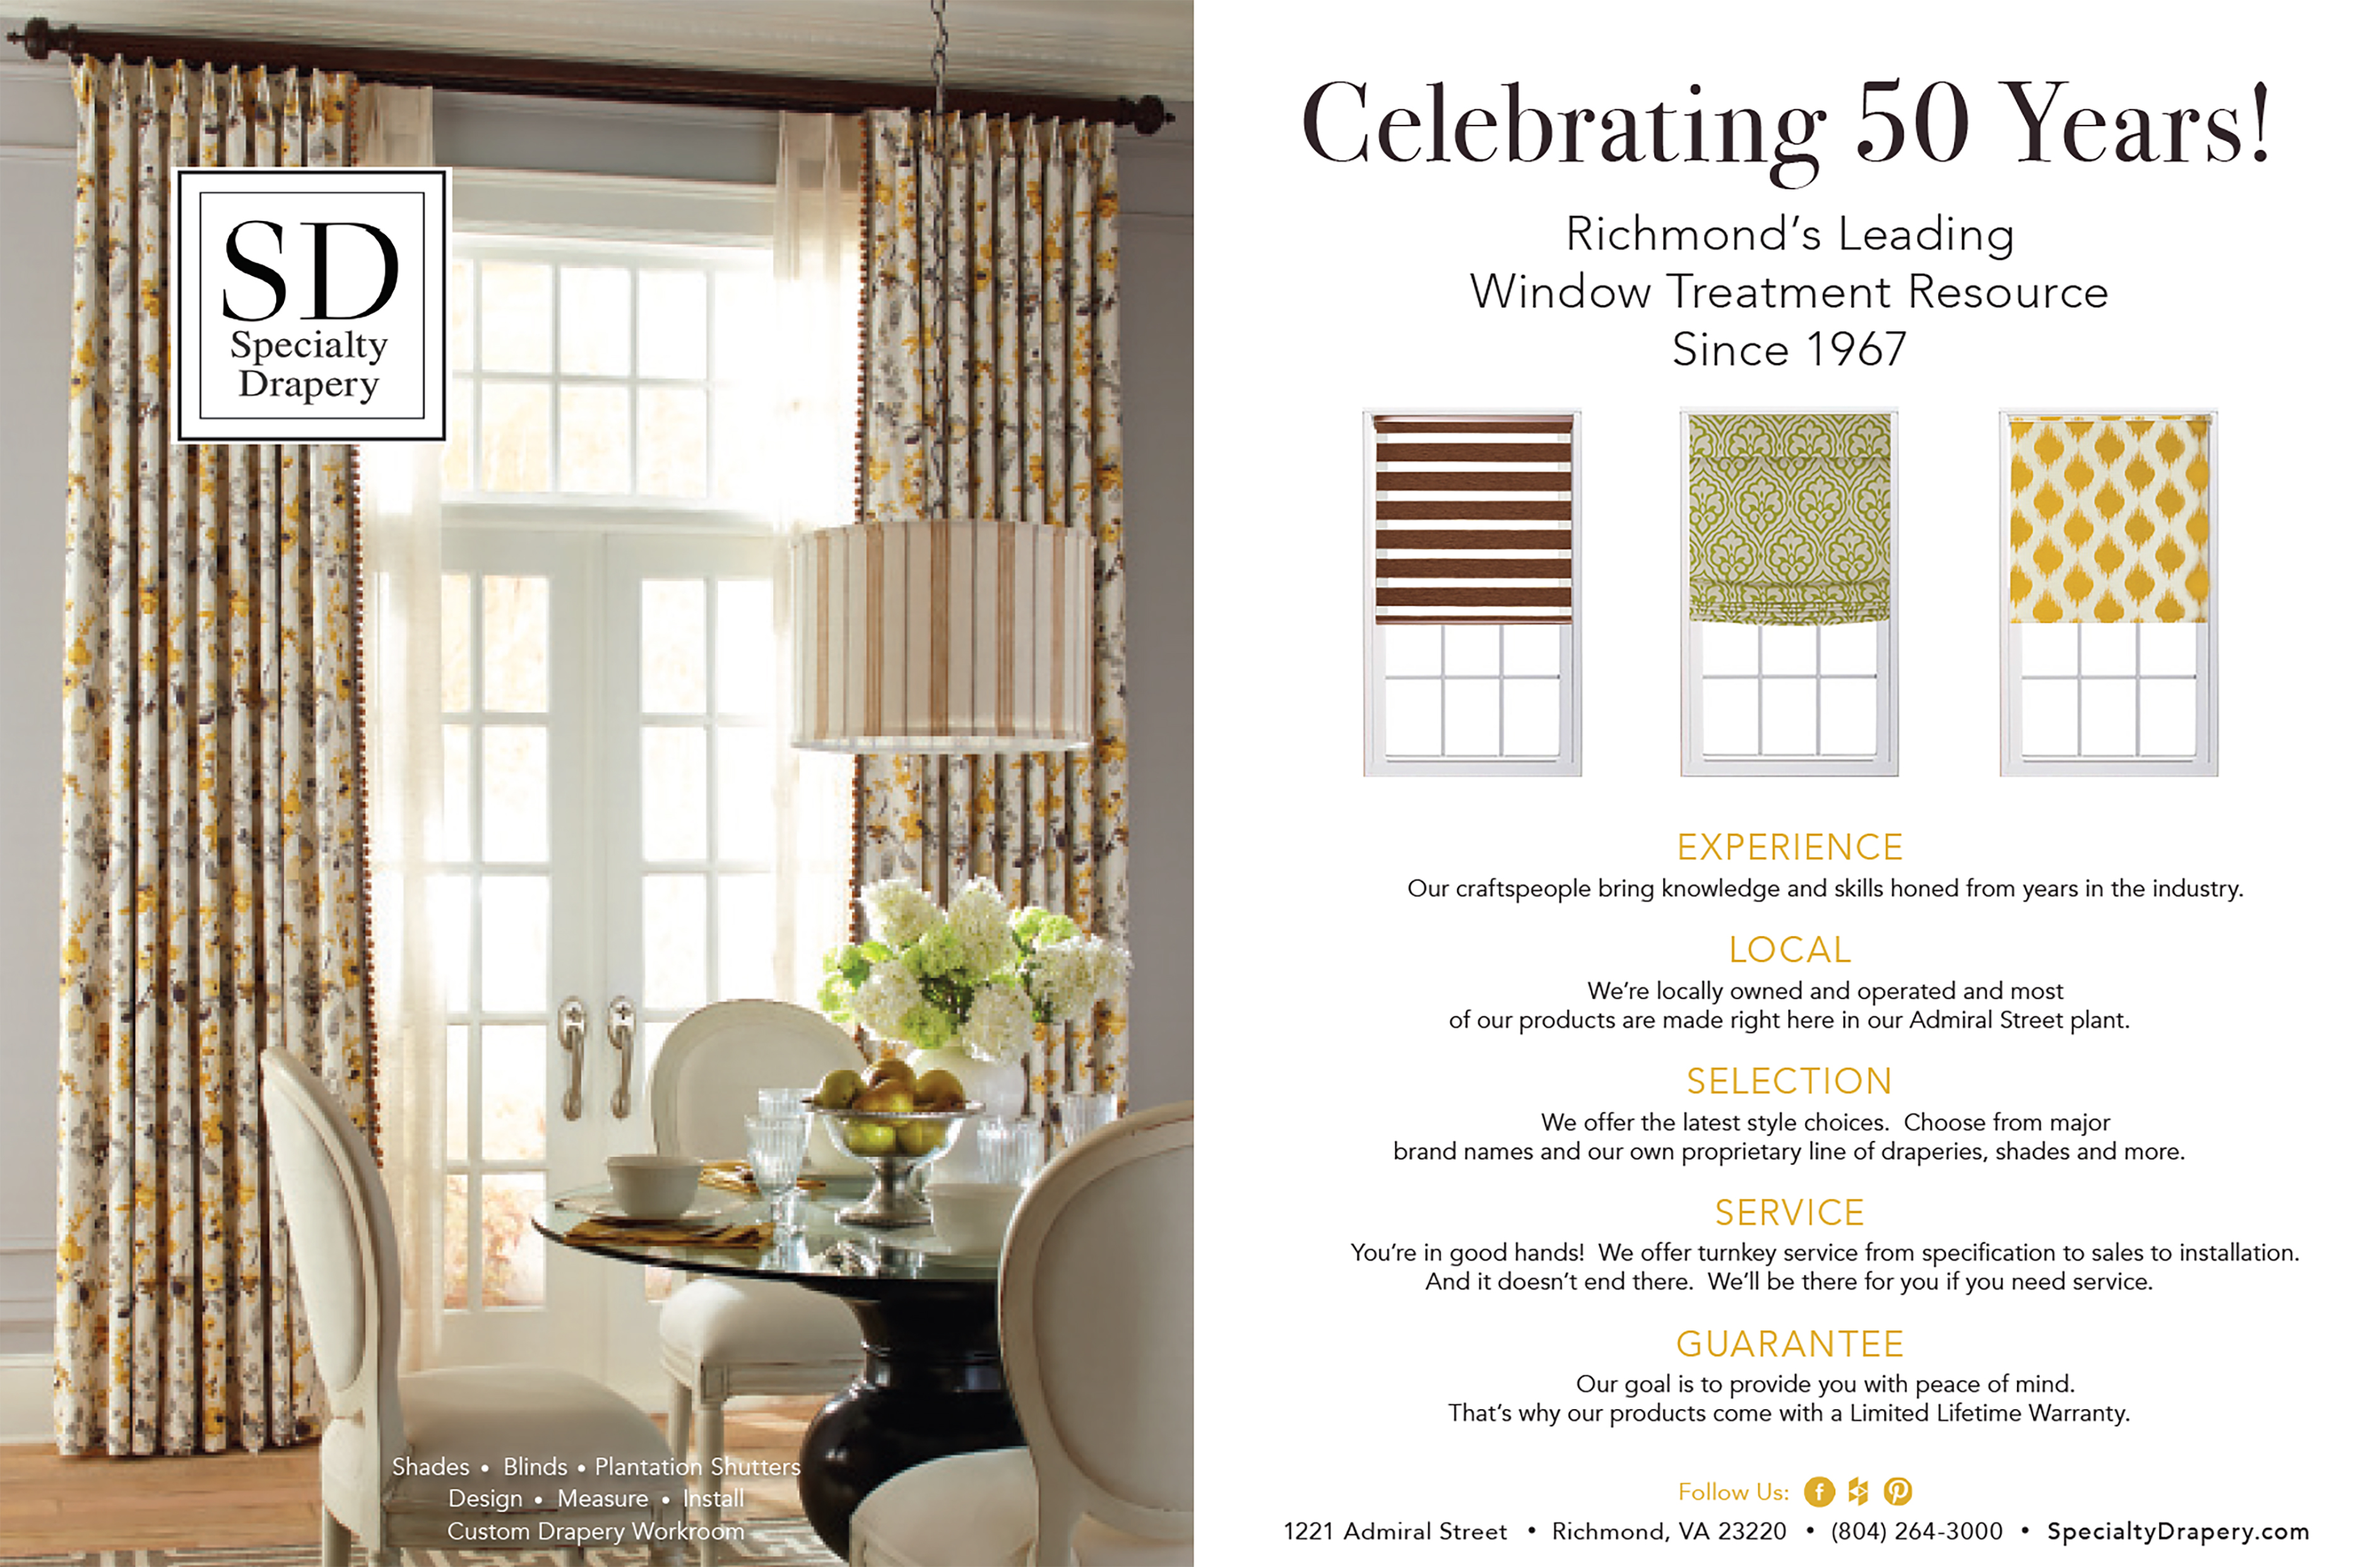 SD
Specialty
Drapery
Shades • Blinds • Plantation Shutters
Design • Measure • Install
Custom Drapery Workroom
Celebrating 50 Years!
Richmond's Leading
Window Treatment Resource
Since 1967
EXPERIENCE
Our craftspeople bring knowledge and skills honed from years in the industry.
LOCAL
We're locally owned and operated and most
of our products are made right here in our Admiral Street plant.
SELECTION
We offer the latest style choices.  Choose from major
brand names and our own proprietary line of draperies, shades and more.
SERVICE
You're in good hands!  We offer turnkey service from specification to sales to installation.
And it doesn't end there.  We'll be there for you if you need service.
GUARANTEE
Our goal is to provide you with peace of mind.
That's why our products come with a Limited Lifetime Warranty.
Follow Us:
1221 Admiral Street • Richmond, VA 23220 • (804) 264-3000 • SpecialtyDrapery.com